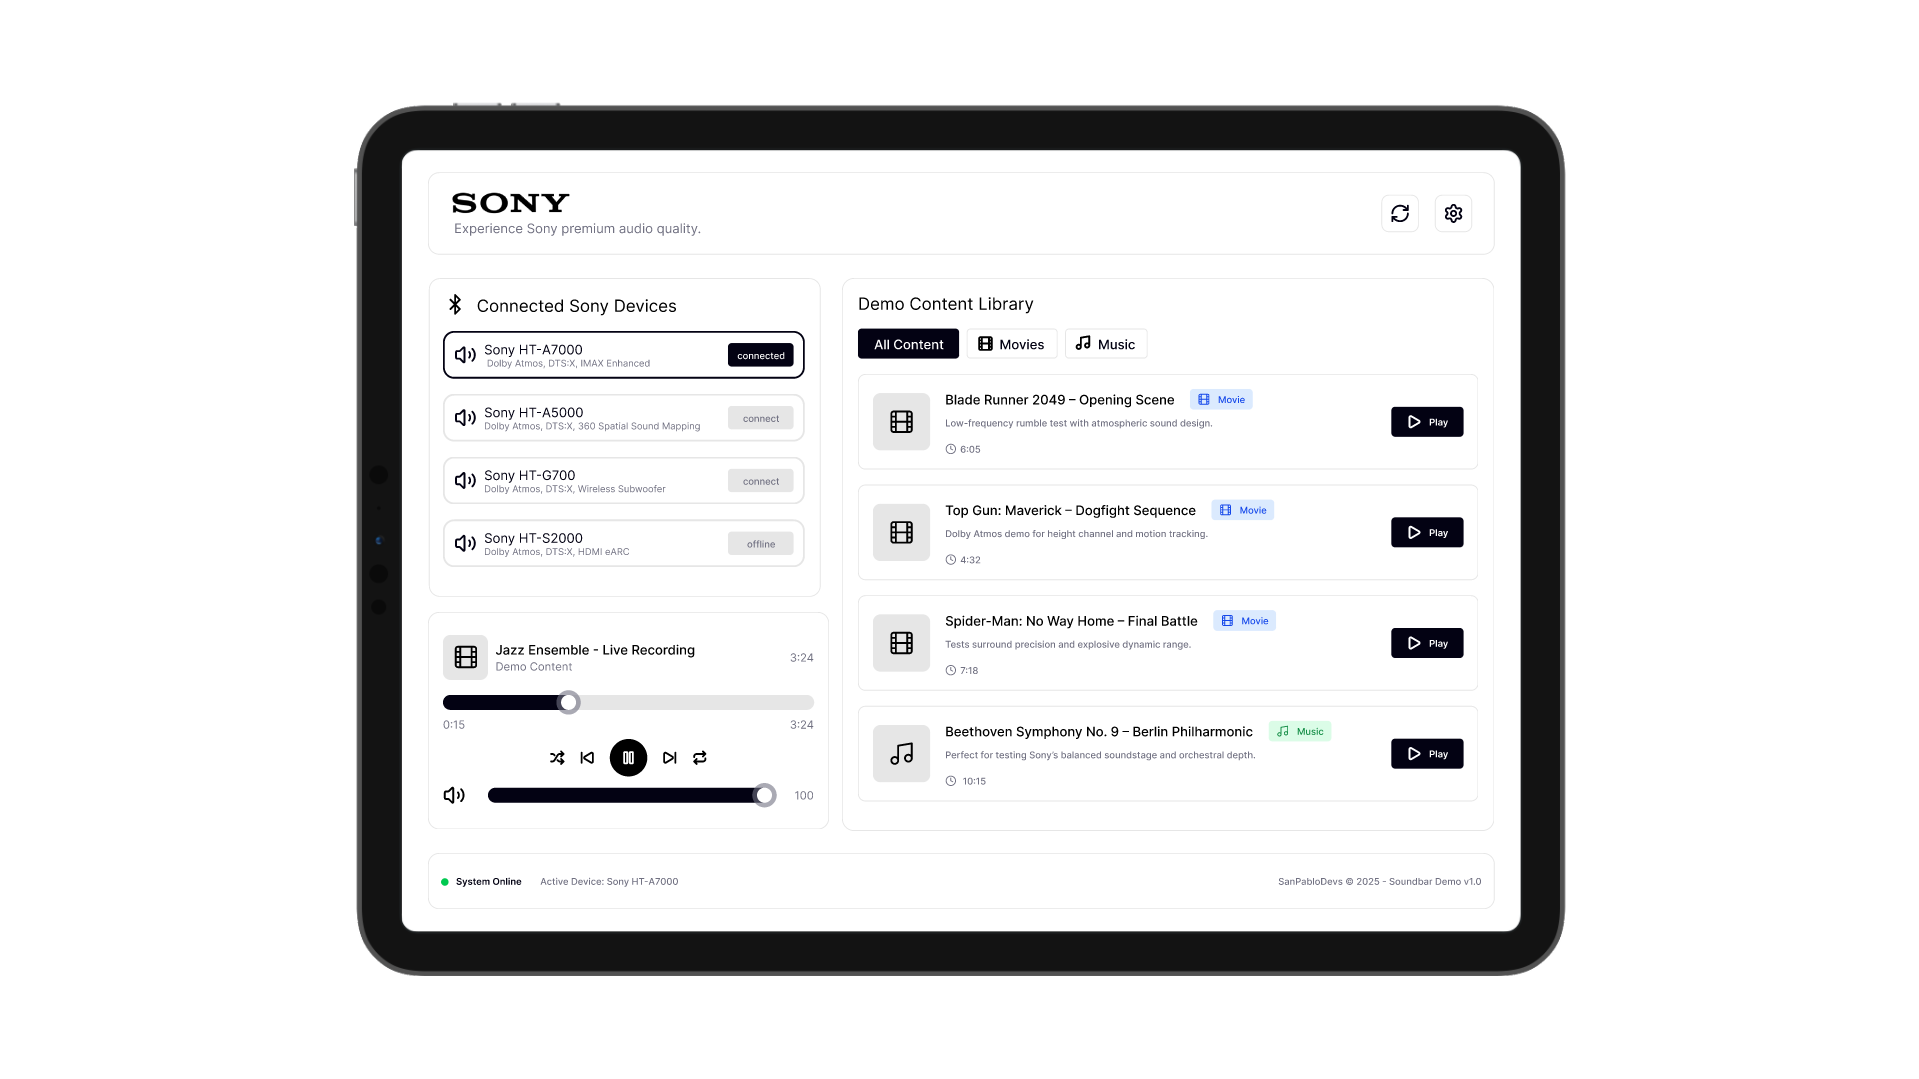 SONY
Experience Sony premium audio quality.
Connected Sony Devices
Sony HT-A7000
Dolby Atmos, DTS:X, IMAX Enhanced
connected
Sony HT-A5000
Dolby Atmos, DTS:X, 360 Spatial Sound Mapping
connect
Sony HT-G700
Dolby Atmos, DTS:X, Wireless Subwoofer
connect
Sony HT-S2000
Dolby Atmos, DTS:X, HDMI eARC
offline
Jazz Ensemble - Live Recording
Demo Content
3:24
0:15
3:24
100
Demo Content Library
All Content
Movies
Music
Blade Runner 2049 – Opening Scene
Movie
Low-frequency rumble test with atmospheric sound design.
6:05
Play
Top Gun: Maverick – Dogfight Sequence
Movie
Dolby Atmos demo for height channel and motion tracking.
4:32
Play
Spider-Man: No Way Home – Final Battle
Movie
Tests surround precision and explosive dynamic range.
7:18
Play
Beethoven Symphony No. 9 – Berlin Philharmonic
Music
Perfect for testing Sony's balanced soundstage and orchestral depth.
10:15
Play
System Online
Active Device: Sony HT-A7000
SanPabloDevs © 2025 - Soundbar Demo v1.0